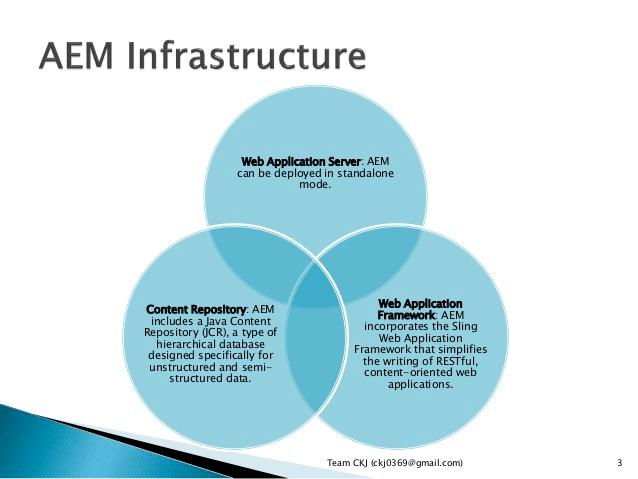 AEM Infrastructure
Web Application Server: AEM
can be deployed in standalone
mode.
Content Repository: AEM
includes a Java Content
Repository (JCR), a type of
hierarchical database
designed specifically for
unstructured and semi-
structured data.
Web Application
Framework: AEM
incorporates the Sling
Web Application
Framework that simplifies
the writing of RESTful,
content-oriented web
applications.
Team CKJ (ckj0369@gmail.com)
3